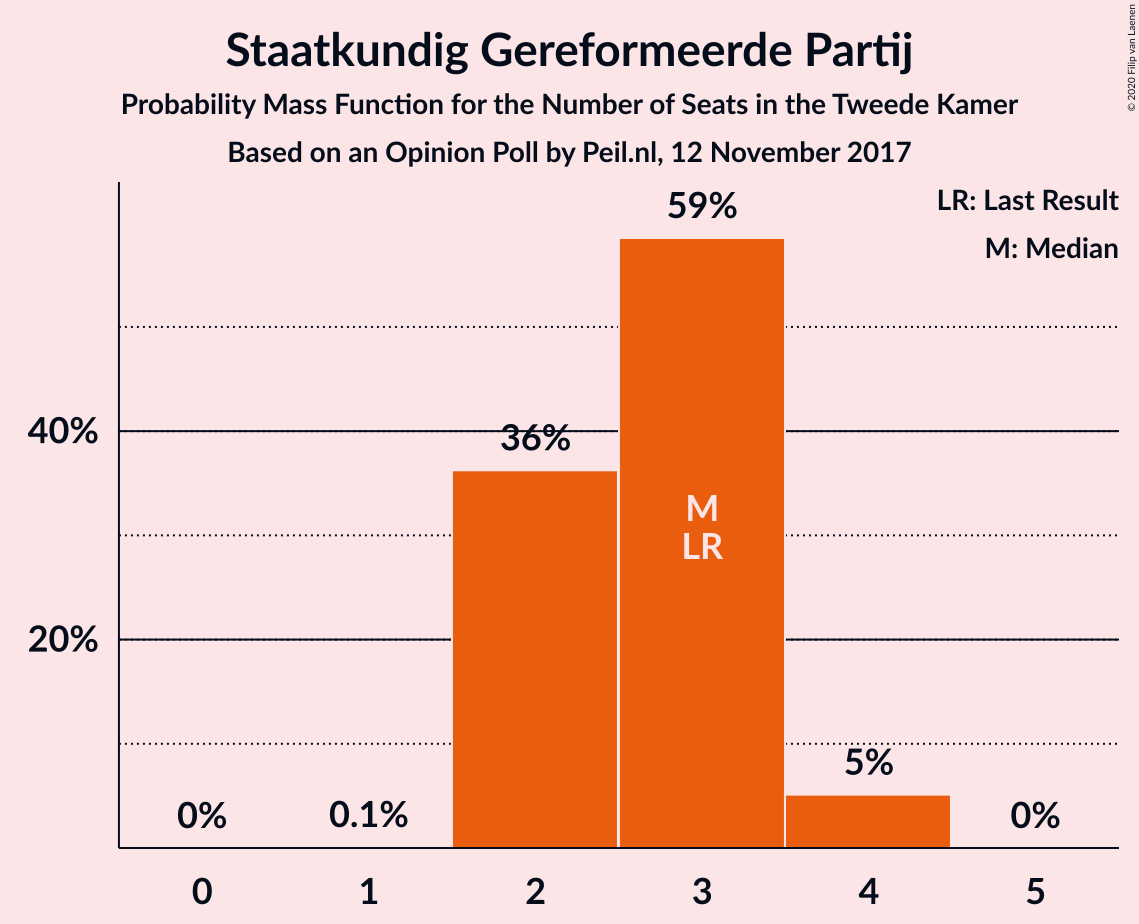 Staatkundig Gereformeerde Partij
Probability Mass Function for the Number of Seats in the Tweede Kamer
Based on an Opinion Poll by Peil.nl, 12 November 2017
© 2020 Filip van Laenen
LR: Last Result
M: Median
59%
40%
36%
M
LR
20%
5%
0%
0.1%
0%
0
1
2
3
4
5